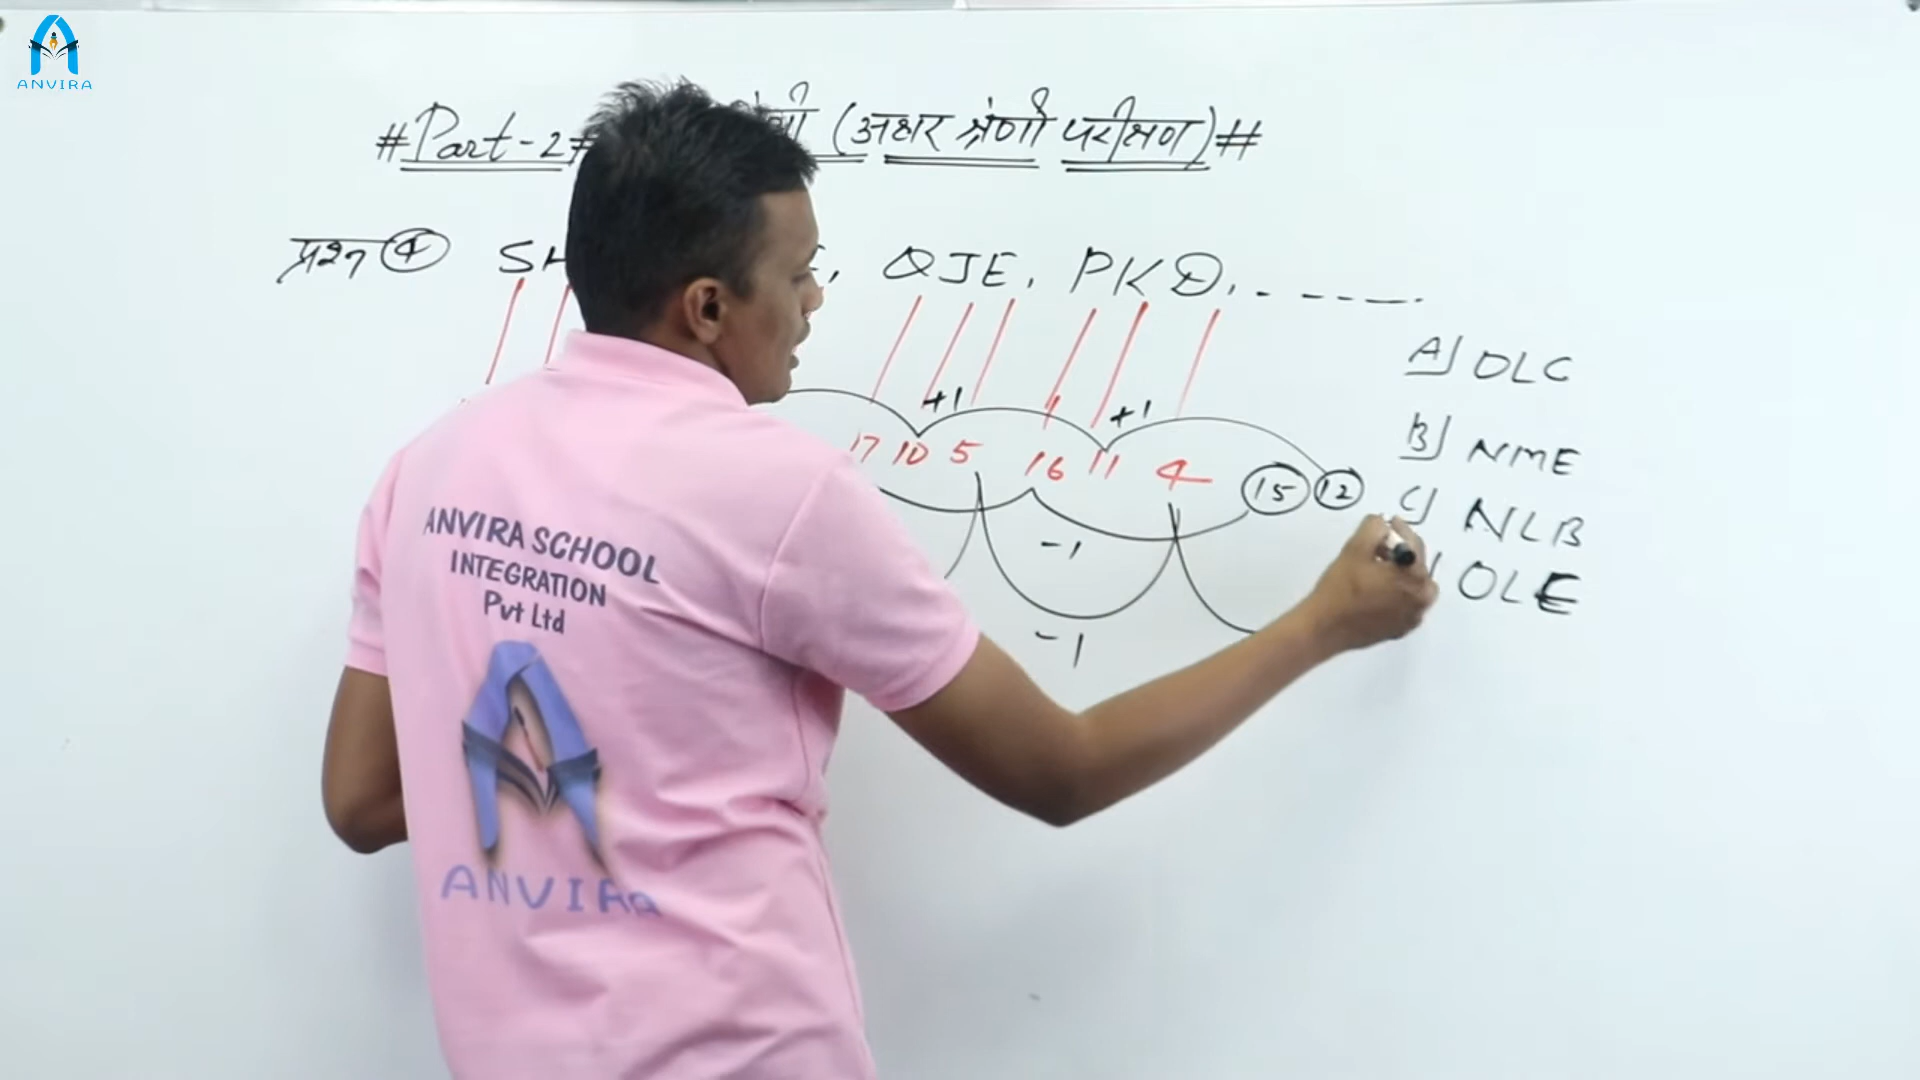 ANVIRA
#Part-2# (अक्षर श्रेणी परीक्षण)#
प्रश्न ④ S QJE, PKD, - - - - -
A) OLC
+1 +1
B) NME
17 10 5 16 11 4 15 12
C) NLB
-1
OLE
-1
ANVIRA SCHOOL
INTEGRATION
Pvt Ltd
ANVIRA